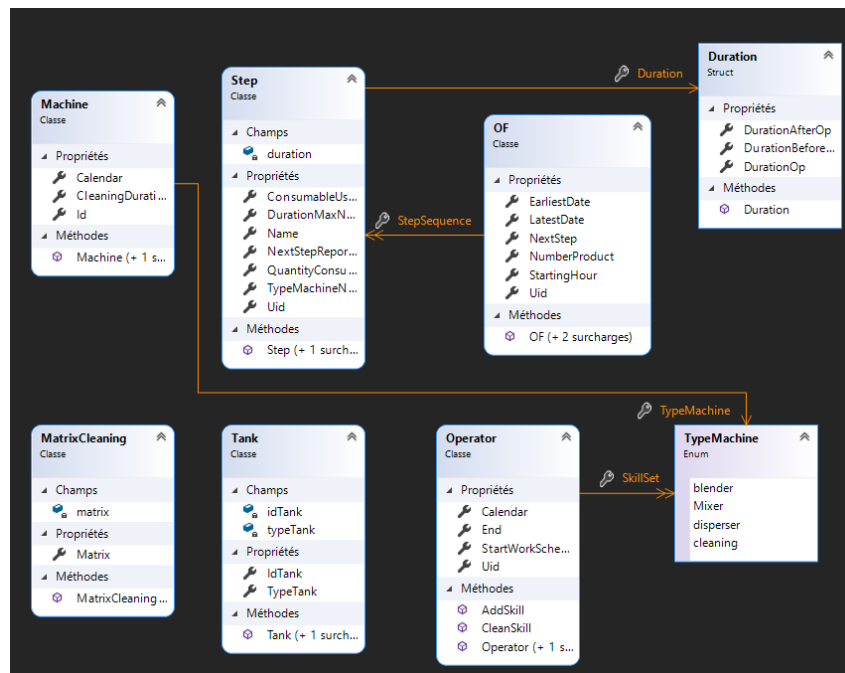 Machine
Classe
Propriétés
Calendar
CleaningDurati...
Id
Méthodes
Machine (+ 1 s...
Step
Classe
Champs
duration
Propriétés
ConsumableUs...
DurationMaxN...
Name
NextStepRepor...
QuantityConsu...
TypeMachineN...
Uid
Méthodes
Step (+ 1 surch...
Duration
StepSequence
OF
Classe
Propriétés
EarliestDate
LatestDate
NextStep
NumberProduct
StartingHour
Uid
Méthodes
OF (+ 2 surcharges)
Duration
Struct
Propriétés
DurationAfterOp
DurationBefore...
DurationOp
Méthodes
Duration
TypeMachine
MatrixCleaning
Classe
Champs
matrix
Propriétés
Matrix
Méthodes
MatrixCleaning...
Tank
Classe
Champs
idTank
typeTank
Propriétés
IdTank
TypeTank
Méthodes
Tank (+ 1 surch...
Operator
Classe
Propriétés
Calendar
End
StartWorkSche...
Uid
Méthodes
AddSkill
CleanSkill
Operator (+ 1 s...
SkillSet
TypeMachine
Enum
blender
Mixer
disperser
cleaning